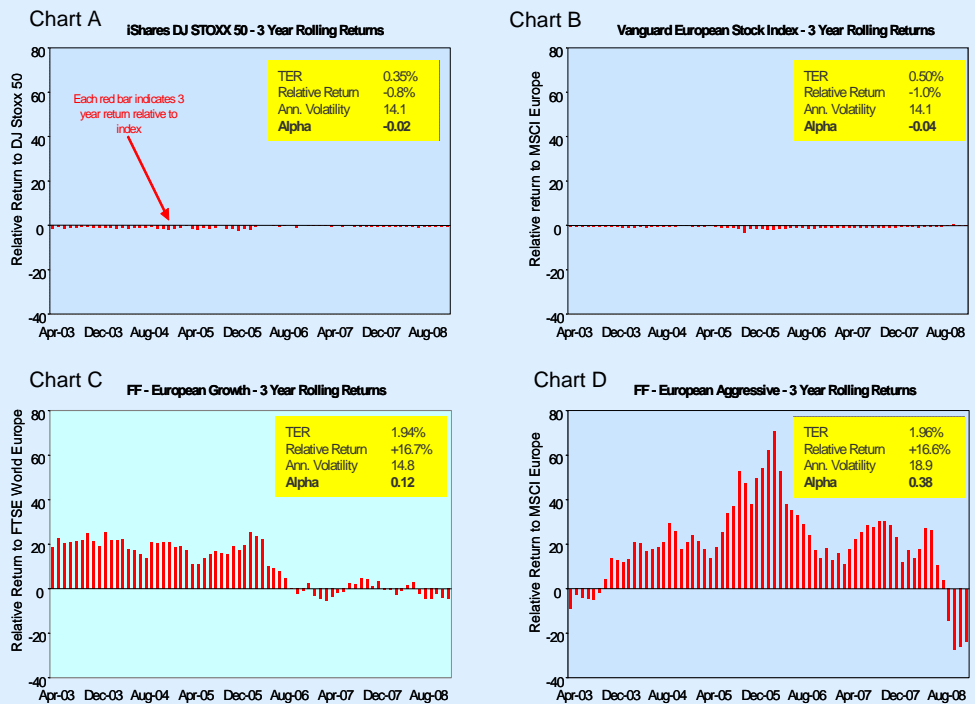 Chart A
iShares DJ STOXX 50 - 3 Year Rolling Returns
Relative Return to DJ Stoxx 50
80
60
40
20
0
-20
-40
TER 0.35%
Relative Return -0.8%
Ann. Volatility 14.1
Alpha -0.02
Each red bar indicates 3
year return relative to
index
Apr-03 Dec-03 Aug-04 Apr-05 Dec-05 Aug-06 Apr-07 Dec-07 Aug-08
Chart B
Vanguard European Stock Index - 3 Year Rolling Returns
Relative return to MSCI Europe
80
60
40
20
0
-20
-40
TER 0.50%
Relative Return -1.0%
Ann. Volatility 14.1
Alpha -0.04
Apr-03 Dec-03 Aug-04 Apr-05 Dec-05 Aug-06 Apr-07 Dec-07 Aug-08
Chart C
FF - European Growth - 3 Year Rolling Returns
Relative Return to FTSE World Europe
80
60
40
20
0
-20
-40
TER 1.94%
Relative Return +16.7%
Ann. Volatility 14.8
Alpha 0.12
Apr-03 Dec-03 Aug-04 Apr-05 Dec-05 Aug-06 Apr-07 Dec-07 Aug-08
Chart D
FF - European Aggressive - 3 Year Rolling Returns
Relative Return to MSCI Europe
80
60
40
20
0
-20
-40
TER 1.96%
Relative Return +16.6%
Ann. Volatility 18.9
Alpha 0.38
Apr-03 Dec-03 Aug-04 Apr-05 Dec-05 Aug-06 Apr-07 Dec-07 Aug-08